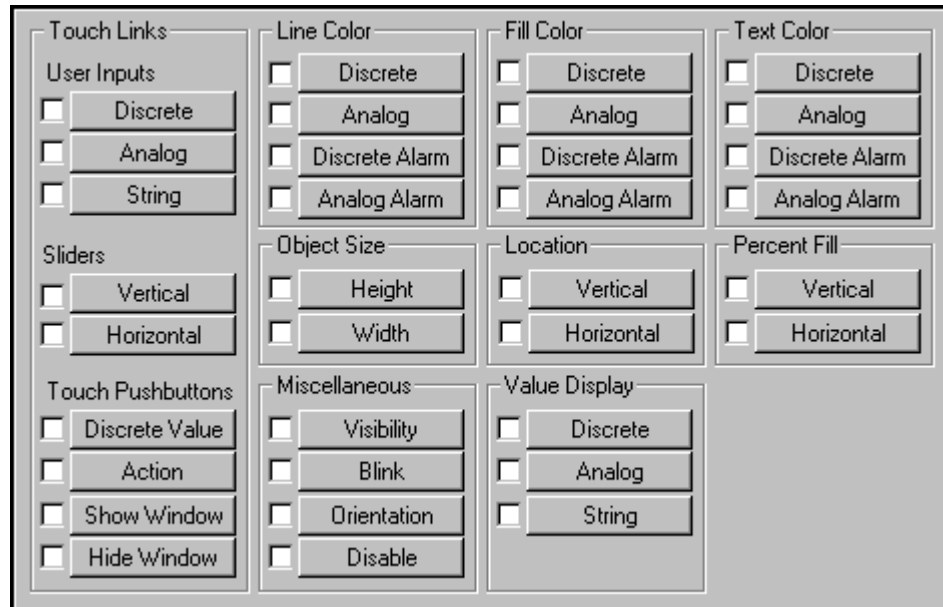 Touch Links
User Inputs
Discrete
Analog
String
Sliders
Vertical
Horizontal
Touch Pushbuttons
Discrete Value
Action
Show Window
Hide Window
Line Color
Discrete
Analog
Discrete Alarm
Analog Alarm
Object Size
Height
Width
Miscellaneous
Visibility
Blink
Orientation
Disable
Fill Color
Discrete
Analog
Discrete Alarm
Analog Alarm
Location
Vertical
Horizontal
Value Display
Discrete
Analog
String
Text Color
Discrete
Analog
Discrete Alarm
Analog Alarm
Percent Fill
Vertical
Horizontal